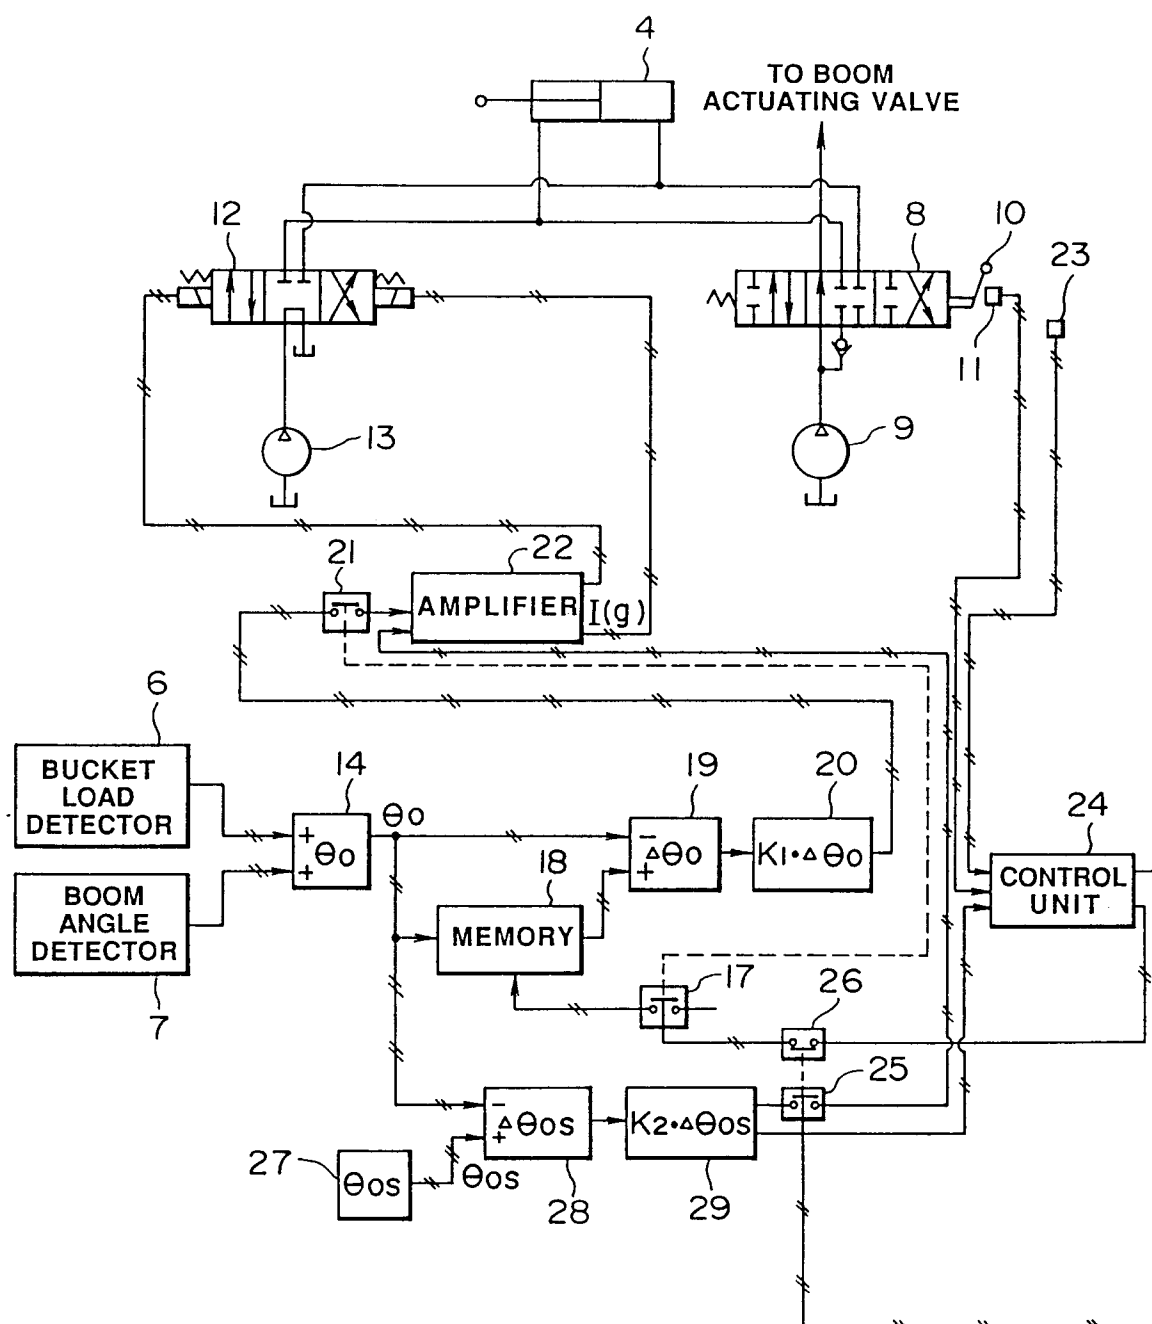 4
TO BOOM
ACTUATING VALVE
12
8
10
23
11
13
9
21
22
AMPLIFIER
I(g)
6
BUCKET
LOAD
DETECTOR
14
θo
19
20
24
+
+
θo
−
+
Δθo
K1·Δθo
18
MEMORY
CONTROL
UNIT
BOOM
ANGLE
DETECTOR
7
17
26
25
−
+
Δθos
K2·Δθos
27
θos
θos
28
29